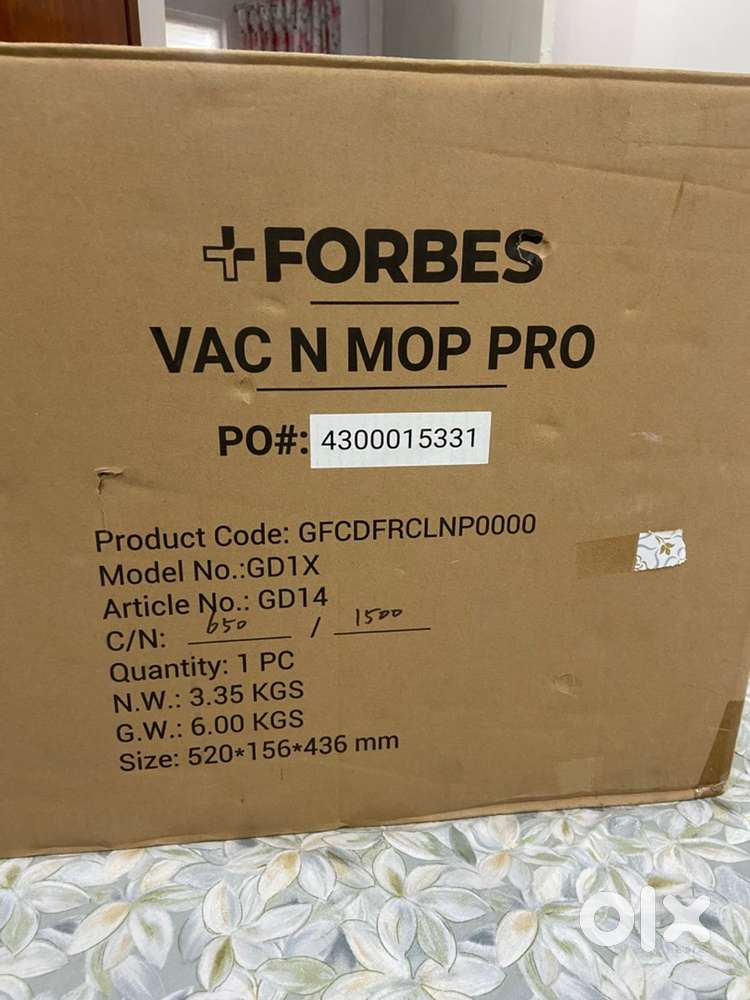 FORBES
VAC N MOP PRO
PO#: 4300015331
Product Code: GFCDFRCLNP0000
Model No.:GD1X
Article No.: GD14
C/N: 650 / 1500
Quantity: 1 PC
N.W.: 3.35 KGS
G.W.: 6.00 KGS
Size: 520*156*436 mm
olx